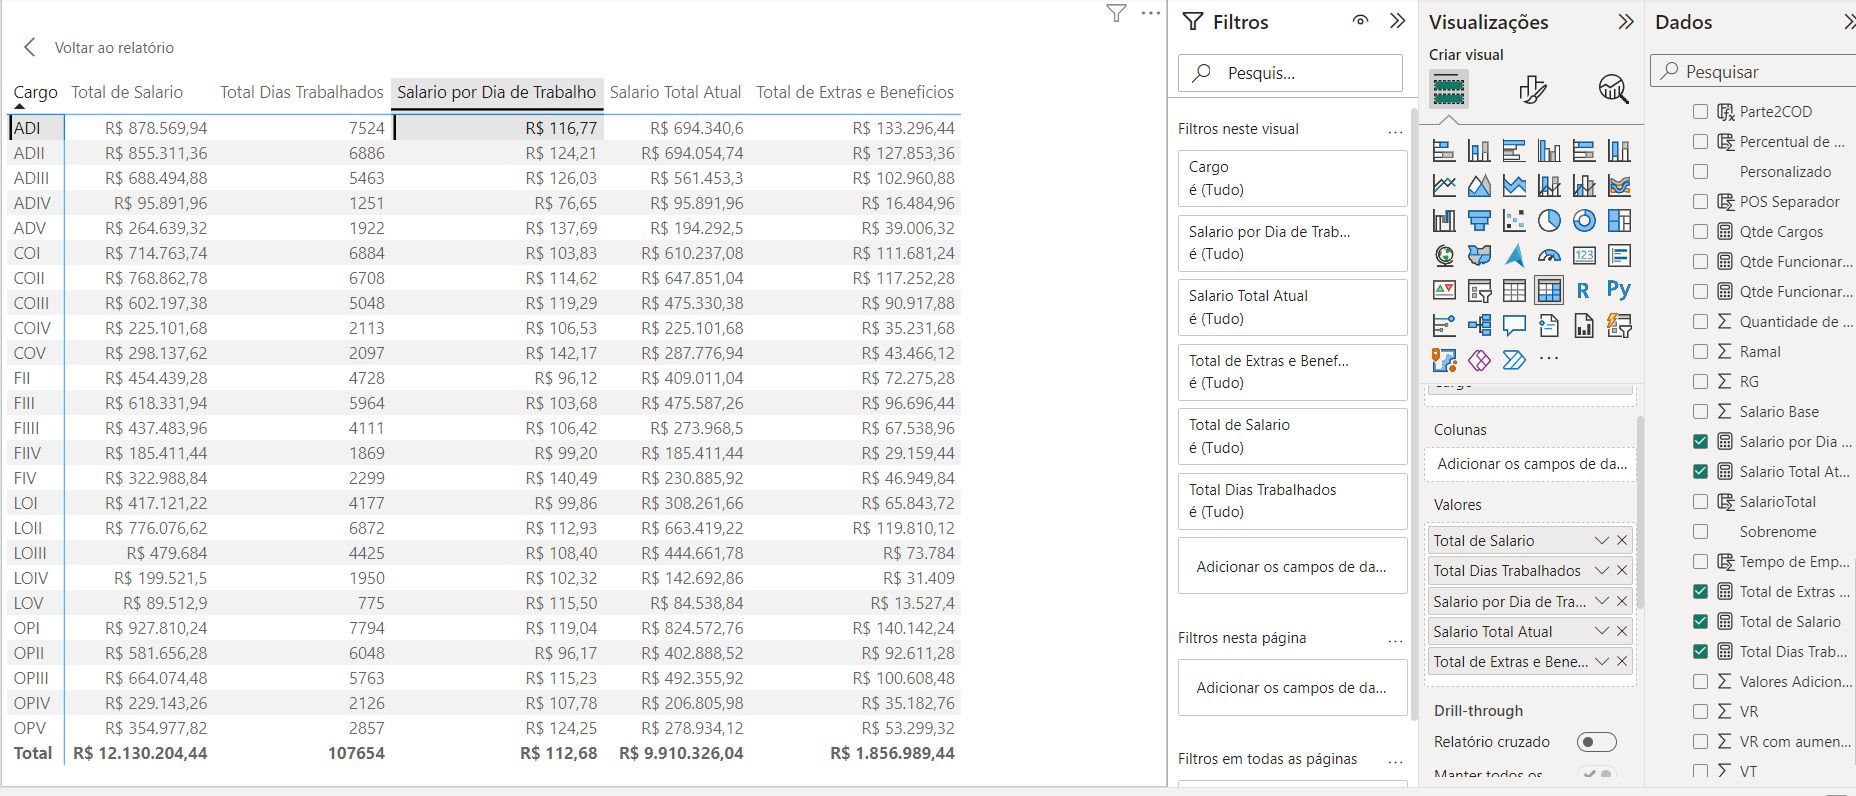 Voltar ao relatório
Cargo Total de Salario Total Dias Trabalhados Salario por Dia de Trabalho Salario Total Atual Total de Extras e Beneficios
ADI R$ 878.569,94 7524 R$ 116,77 R$ 694.340,6 R$ 133.296,44
ADII R$ 855.311,36 6886 R$ 124,21 R$ 694.054,74 R$ 127.853,36
ADIII R$ 688.494,88 5463 R$ 126,03 R$ 561.453,3 R$ 102.960,88
ADIV R$ 95.891,96 1251 R$ 76,65 R$ 95.891,96 R$ 16.484,96
ADV R$ 264.639,32 1922 R$ 137,69 R$ 194.292,5 R$ 39.006,32
COI R$ 714.763,74 6884 R$ 103,83 R$ 610.237,08 R$ 111.681,24
COII R$ 768.862,78 6708 R$ 114,62 R$ 647.851,04 R$ 117.252,28
COIII R$ 602.197,38 5048 R$ 119,29 R$ 475.330,38 R$ 90.917,88
COIV R$ 225.101,68 2113 R$ 106,53 R$ 225.101,68 R$ 35.231,68
COV R$ 298.137,62 2097 R$ 142,17 R$ 287.776,94 R$ 43.466,12
FII R$ 454.439,28 4728 R$ 96,12 R$ 409.011,04 R$ 72.275,28
FIII R$ 618.331,94 5964 R$ 103,68 R$ 475.587,26 R$ 96.696,44
FIIII R$ 437.483,96 4111 R$ 106,42 R$ 273.968,5 R$ 67.538,96
FIIV R$ 185.411,44 1869 R$ 99,20 R$ 185.411,44 R$ 29.159,44
FIV R$ 322.988,84 2299 R$ 140,49 R$ 230.885,92 R$ 46.949,84
LOI R$ 417.121,22 4177 R$ 99,86 R$ 308.261,66 R$ 65.843,72
LOII R$ 776.076,62 6872 R$ 112,93 R$ 663.419,22 R$ 119.810,12
LOIII R$ 479.684 4425 R$ 108,40 R$ 444.661,78 R$ 73.784
LOIV R$ 199.521,5 1950 R$ 102,32 R$ 142.692,86 R$ 31.409
LOV R$ 89.512,9 775 R$ 115,50 R$ 84.538,84 R$ 13.527,4
OPI R$ 927.810,24 7794 R$ 119,04 R$ 824.572,76 R$ 140.142,24
OPII R$ 581.656,28 6048 R$ 96,17 R$ 402.888,52 R$ 92.611,28
OPIII R$ 664.074,48 5763 R$ 115,23 R$ 492.355,92 R$ 100.608,48
OPIV R$ 229.143,26 2126 R$ 107,78 R$ 206.805,98 R$ 35.182,76
OPV R$ 354.977,82 2857 R$ 124,25 R$ 278.934,12 R$ 53.299,32
Total R$ 12.130.204,44 107654 R$ 112,68 R$ 9.910.326,04 R$ 1.856.989,44
Filtros
Pesquis...
Filtros neste visual
Cargo
é (Tudo)
Salario por Dia de Trab...
é (Tudo)
Salario Total Atual
é (Tudo)
Total de Extras e Benef...
é (Tudo)
Total de Salario
é (Tudo)
Total Dias Trabalhados
é (Tudo)
Adicionar os campos de da...
Filtros nesta página
Adicionar os campos de da...
Filtros em todas as páginas
Visualizações
Criar visual
123
R Py
Cargo
Colunas
Adicionar os campos de da...
Valores
Total de Salario
Total Dias Trabalhados
Salario por Dia de Tra...
Salario Total Atual
Total de Extras e Bene...
Drill-through
Relatório cruzado
Manter todos os
Dados
Pesquisar
Parte2COD
Percentual de ...
Personalizado
POS Separador
Qtde Cargos
Qtde Funcionar...
Qtde Funcionar...
Quantidade de ...
Ramal
RG
Salario Base
Salario por Dia ...
Salario Total At...
SalarioTotal
Sobrenome
Tempo de Emp...
Total de Extras ...
Total de Salario
Total Dias Trab...
Valores Adicion...
VR
VR com aumen...
VT